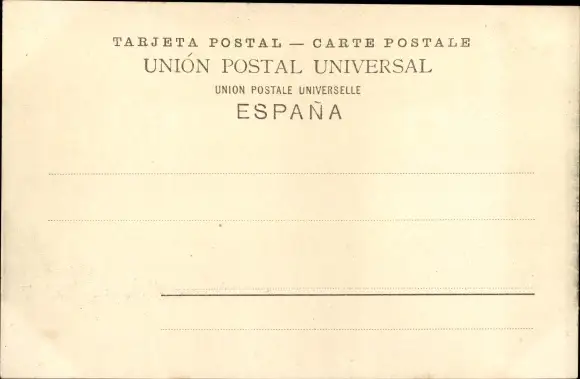 TARJETA POSTAL — CARTE POSTALE
UNIÓN POSTAL UNIVERSAL
UNION POSTALE UNIVERSELLE
ESPAÑA